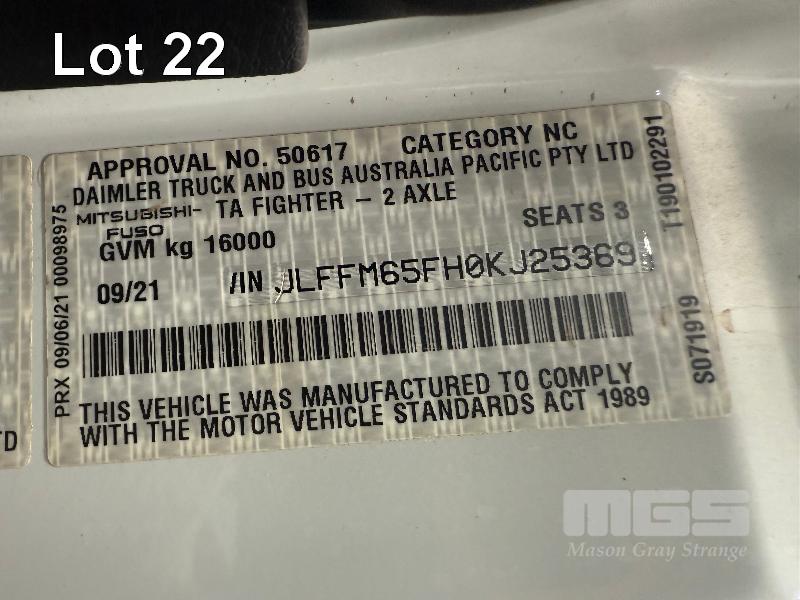 Lot 22
APPROVAL NO. 50617 CATEGORY NC
DAIMLER TRUCK AND BUS AUSTRALIA PACIFIC PTY LTD
MITSUBISHI- TA FIGHTER - 2 AXLE
FUSO
SEATS 3
GVM kg 16000
09/21 /IN JLFFM65FH0KJ25369
THIS VEHICLE WAS MANUFACTURED TO COMPLY
WITH THE MOTOR VEHICLE STANDARDS ACT 1989
PRX 09/06/21 00098975
T190102291
S071919
TD
MGS
Mason Gray Strange